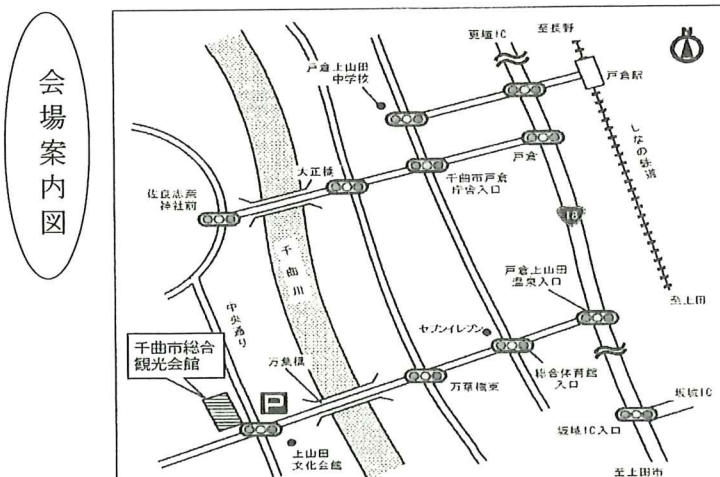 会場案内図
更埴IC
至長野
N
戸倉上山田
中学校
戸倉駅
しなの鉄道
大正橋
戸倉
佐良志奈
神社前
千曲市戸倉
庁舎入口
18
千曲川
戸倉上山田
温泉入口
中央通り
至上田
セブンイレブン
千曲市総合
観光会館
万葉橋
総合体育館
入口
P
万葉橋東
坂城IC
坂城IC入口
上山田
文化会館
至上田市